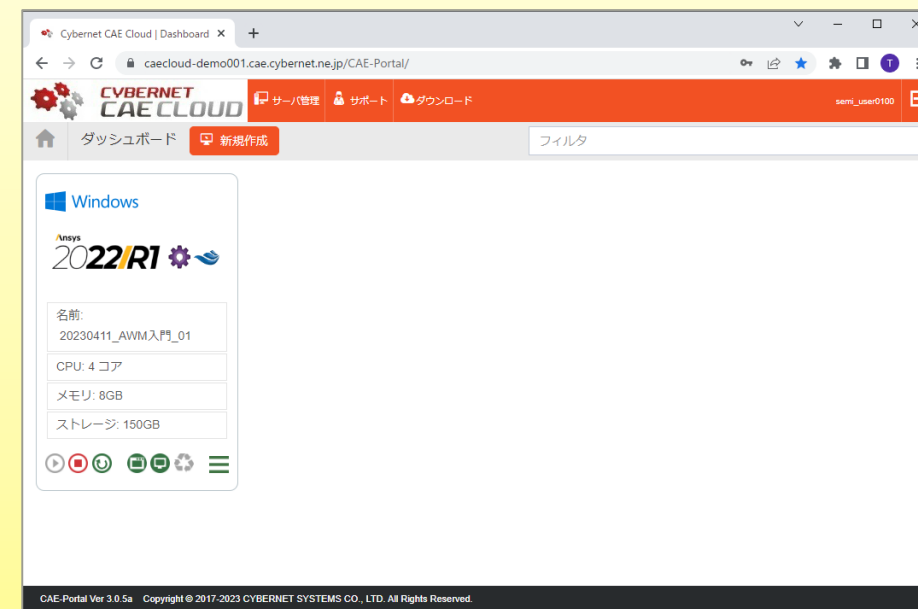 Cybernet CAE Cloud | Dashboard
caecloud-demo001.cae.cybernet.ne.jp/CAE-Portal/
T
CYBERNET
CAE CLOUD
サーバ管理 サポート ダウンロード
semi_user0100
ダッシュボード 新規作成 フィルタ
Windows
Ansys
2022/R1
名前:
20230411_AWM入門_01
CPU: 4 コア
メモリ: 8GB
ストレージ: 150GB
CAE-Portal Ver 3.0.5a Copyright © 2017-2023 CYBERNET SYSTEMS CO., LTD. All Rights Reserved.